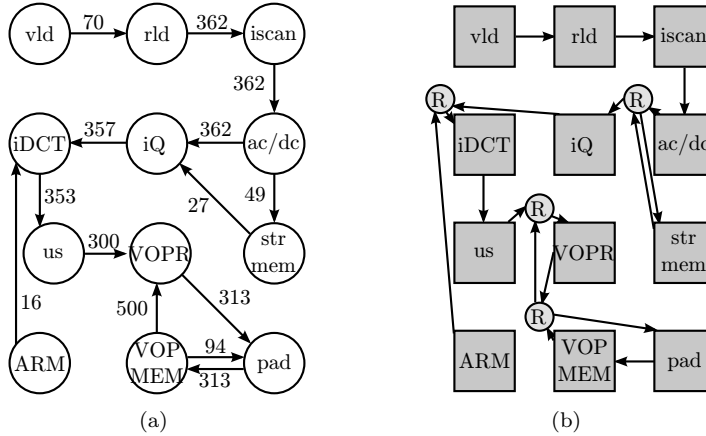 vld 70 rld 362 iscan
362
iDCT 357 iQ 362 ac/dc
353 27 49
us 300 VOPR str
mem
16 500 313
ARM VOP 94 pad
MEM 313
(a)
vld rld iscan
R R
iDCT iQ ac/dc
R
us VOPR str
mem
R
ARM VOP pad
MEM
(b)